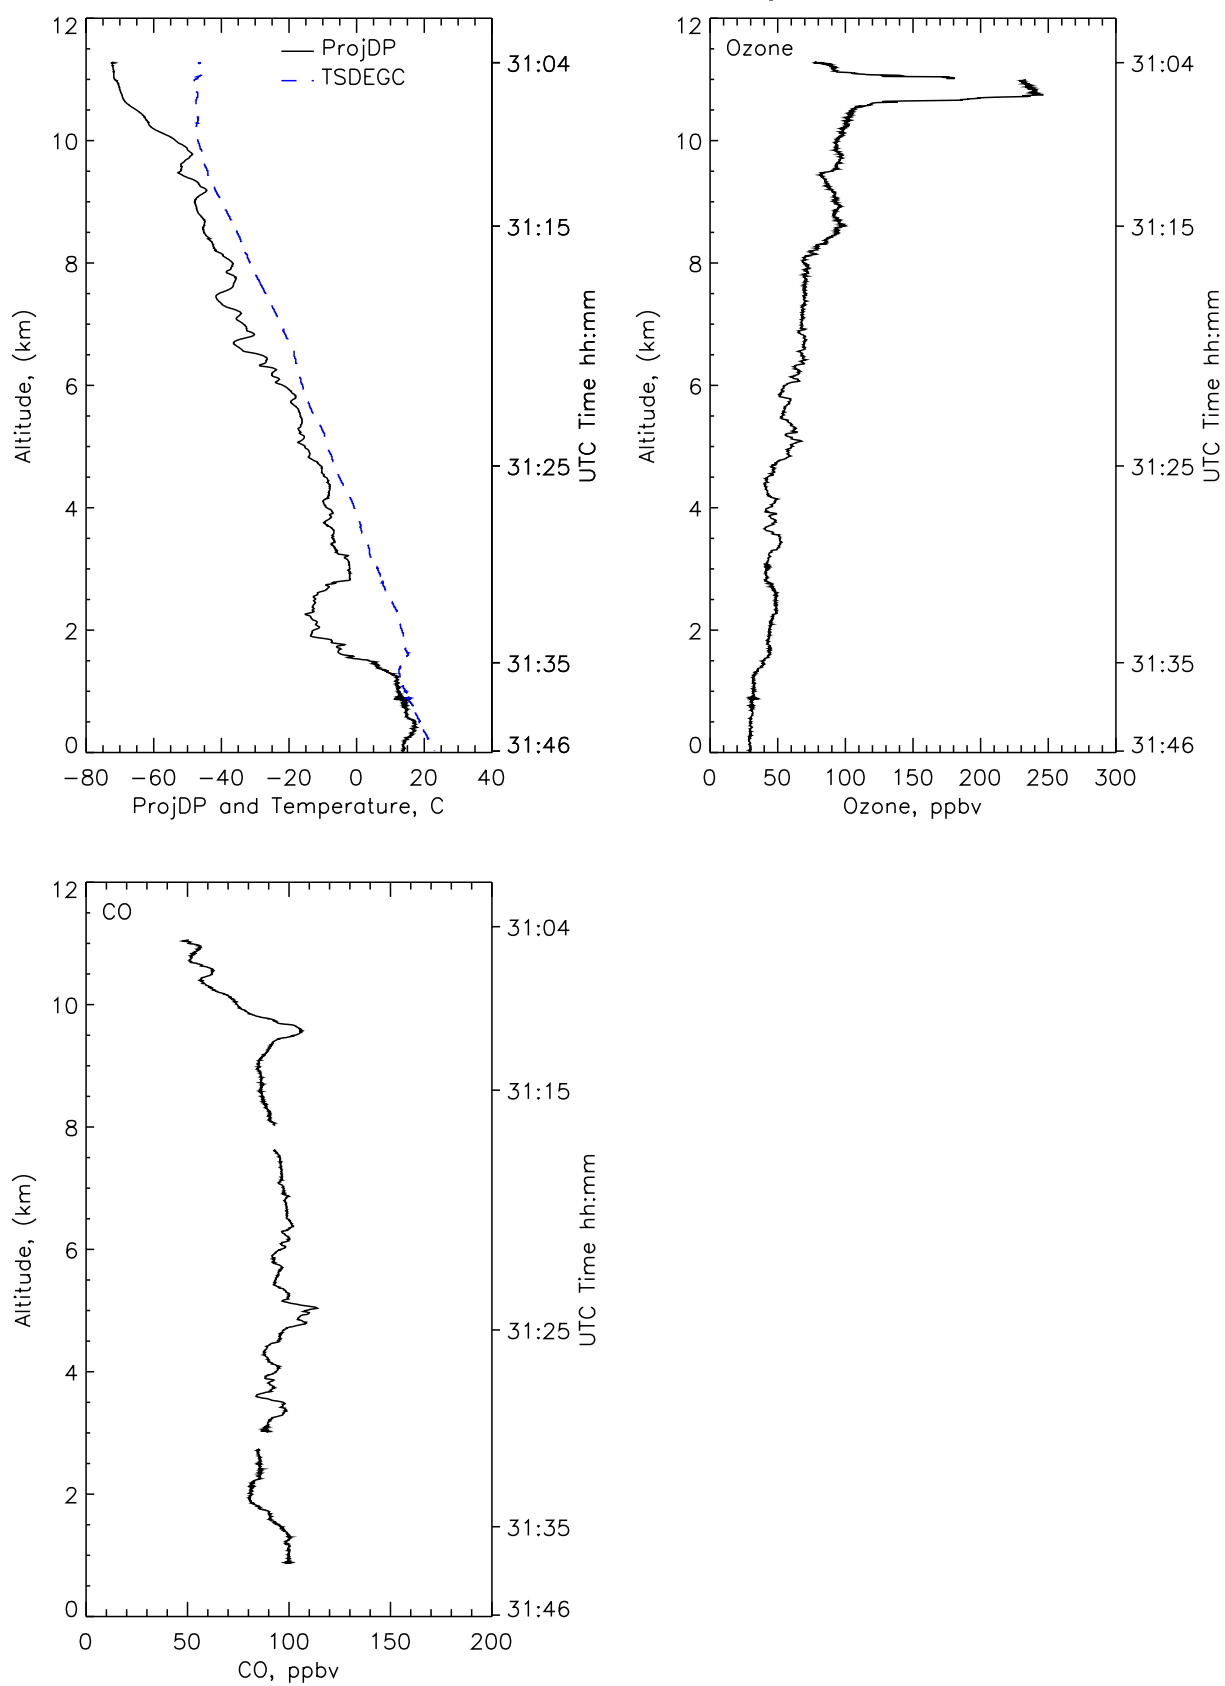 12
10
8
6
4
2
0
Altitude, (km)
ProjDP
TSDEGC
31:04
31:15
31:25
31:35
31:46
UTC Time hh:mm
−80 −60 −40 −20 0 20 40
ProjDP and Temperature, C
12
10
8
6
4
2
0
Altitude, (km)
Ozone
31:04
31:15
31:25
31:35
31:46
UTC Time hh:mm
0 50 100 150 200 250 300
Ozone, ppbv
12
10
8
6
4
2
0
Altitude, (km)
CO
31:04
31:15
31:25
31:35
31:46
UTC Time hh:mm
0 50 100 150 200
CO, ppbv